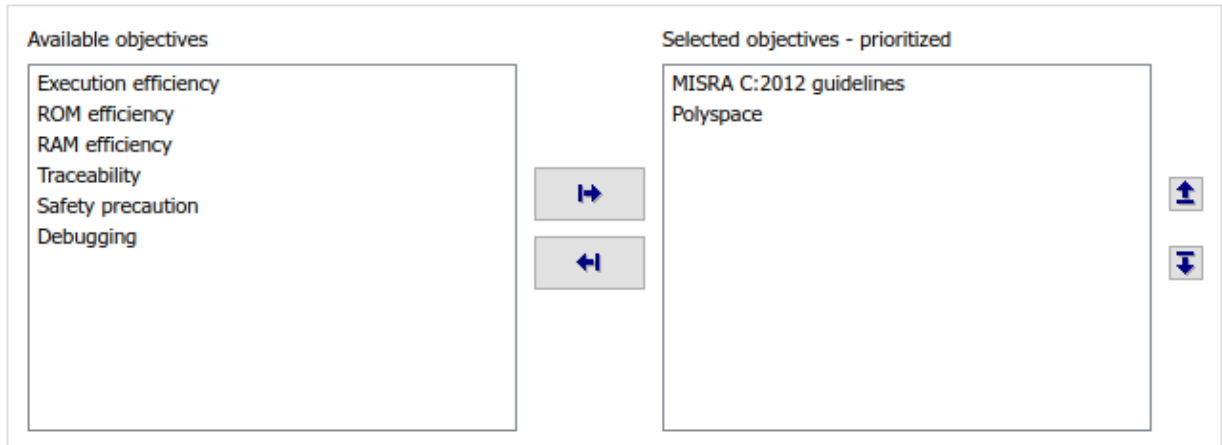 Available objectives
Execution efficiency
ROM efficiency
RAM efficiency
Traceability
Safety precaution
Debugging
Selected objectives - prioritized
MISRA C:2012 guidelines
Polyspace